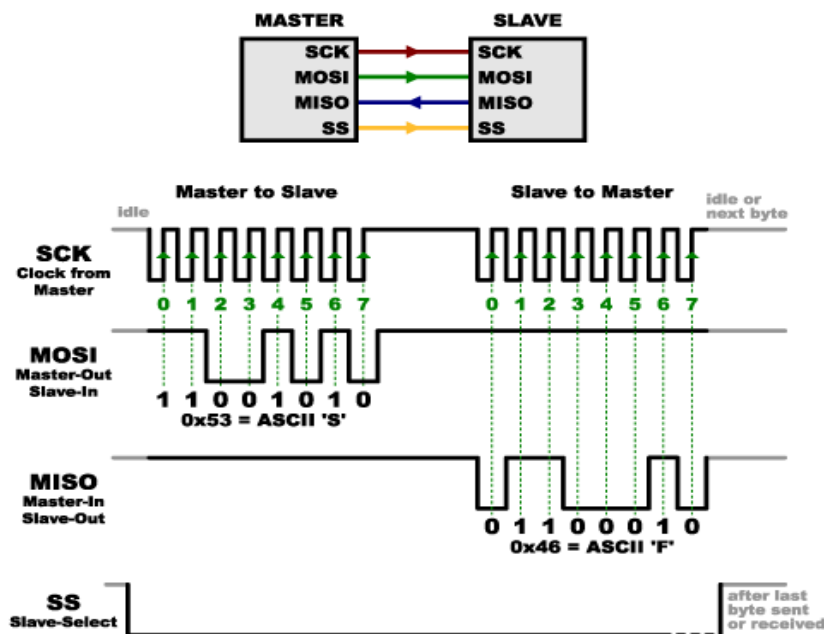 MASTER SLAVE
SCK SCK
MOSI MOSI
MISO MISO
SS SS
Master to Slave Slave to Master
idle idle or
next byte
SCK
Clock from
Master
0 1 2 3 4 5 6 7 0 1 2 3 4 5 6 7
MOSI
Master-Out
Slave-In
1 1 0 0 1 0 1 0
0x53 = ASCII 'S'
MISO
Master-In
Slave-Out
0 1 1 0 0 0 1 0
0x46 = ASCII 'F'
SS
Slave-Select
after last
byte sent
or received